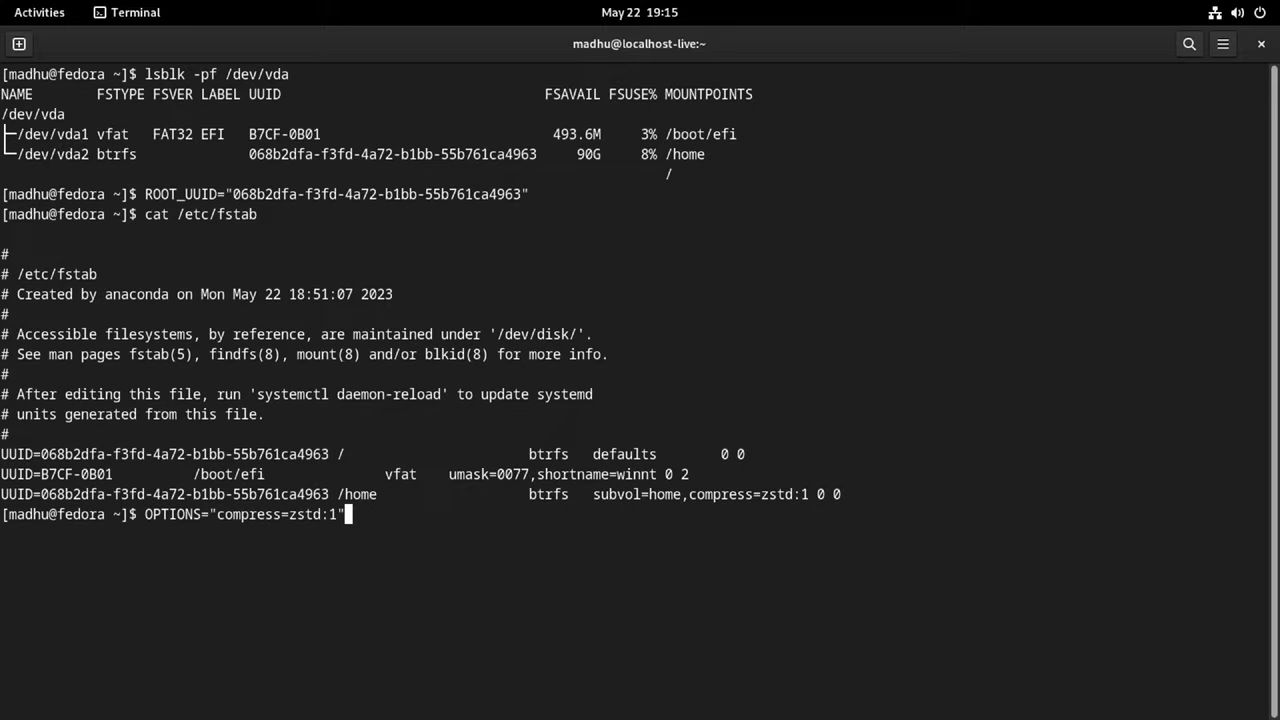 Activities Terminal May 22 19:15
madhu@localhost-live:~
[madhu@fedora ~]$ lsblk -pf /dev/vda
NAME        FSTYPE FSVER LABEL UUID                                 FSAVAIL FSUSE% MOUNTPOINTS
/dev/vda
├─/dev/vda1 vfat   FAT32 EFI   B7CF-0B01                            493.6M     3% /boot/efi
└─/dev/vda2 btrfs              068b2dfa-f3fd-4a72-b1bb-55b761ca4963    90G     8% /home
/
[madhu@fedora ~]$ ROOT_UUID="068b2dfa-f3fd-4a72-b1bb-55b761ca4963"
[madhu@fedora ~]$ cat /etc/fstab
#
# /etc/fstab
# Created by anaconda on Mon May 22 18:51:07 2023
#
# Accessible filesystems, by reference, are maintained under '/dev/disk/'.
# See man pages fstab(5), findfs(8), mount(8) and/or blkid(8) for more info.
#
# After editing this file, run 'systemctl daemon-reload' to update systemd
# units generated from this file.
#
UUID=068b2dfa-f3fd-4a72-b1bb-55b761ca4963 /                       btrfs   defaults        0 0
UUID=B7CF-0B01          /boot/efi               vfat    umask=0077,shortname=winnt 0 2
UUID=068b2dfa-f3fd-4a72-b1bb-55b761ca4963 /home                   btrfs   subvol=home,compress=zstd:1 0 0
[madhu@fedora ~]$ OPTIONS="compress=zstd:1"